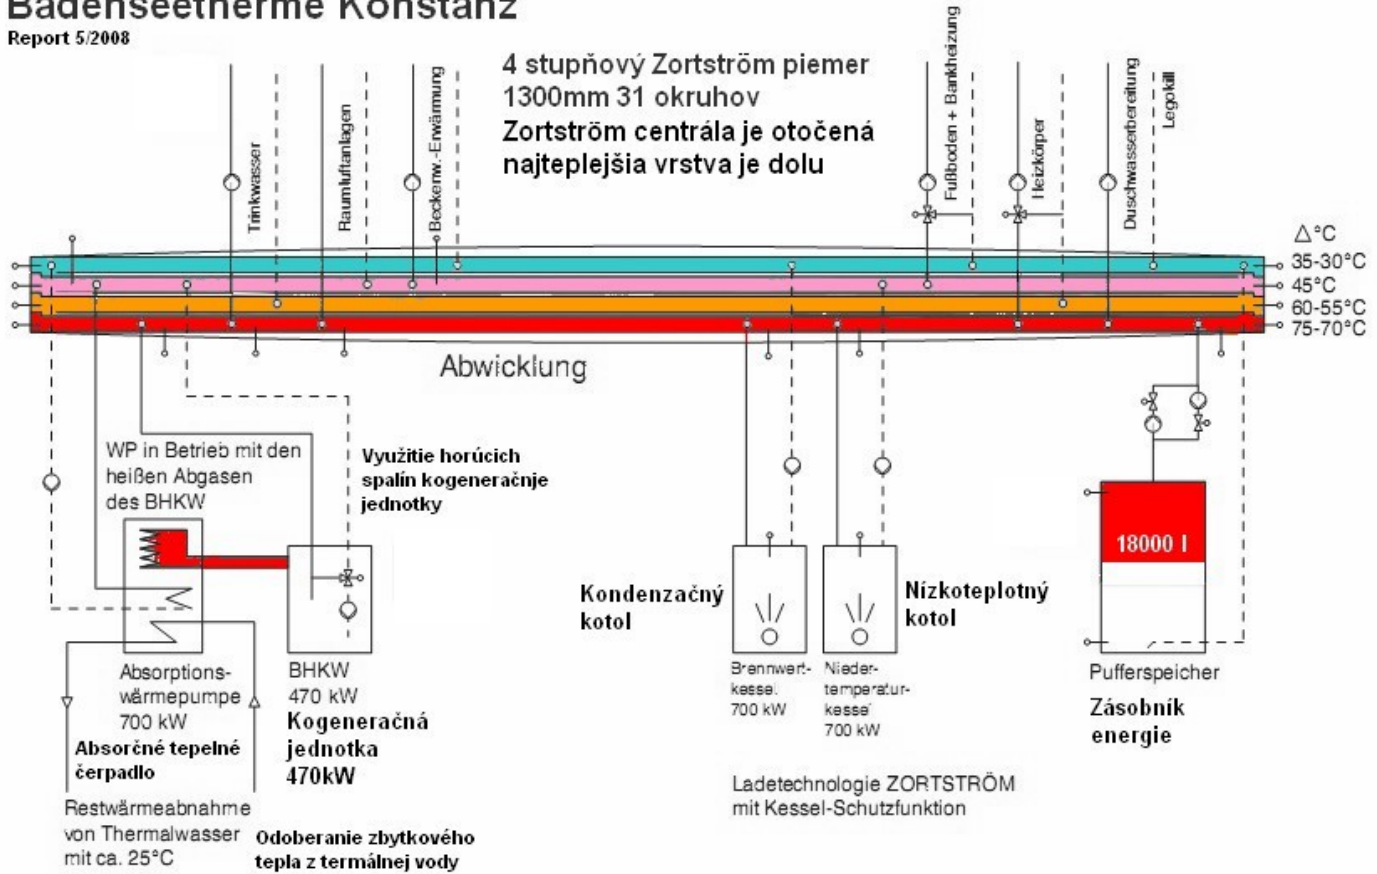 Badenseetherme Konstanz
Report 5/2008
4 stupňový Zortström piemer
1300mm 31 okruhov
Zortström centrála je otočená
najteplejšia vrstva je dolu
Trinkwasser
Raumluftanlagen
Beckenw.-Erwärmung
Fußboden + Bankheizung
Heizkörper
Duschwasserbereitung
Legokill
Δ°C
35-30°C
45°C
60-55°C
75-70°C
Abwicklung
WP in Betrieb mit den
heißen Abgasen
des BHKW
Využitie horúcich
spalín kogeneračnje
jednotky
18000 l
Kondenzačný
kotol
Nízkoteplotný
kotol
Absorptions-
wärmepumpe
700 kW
Absorčné tepelné
čerpadlo
BHKW
470 kW
Kogeneračná
jednotka
470kW
Brennwert-
kessel
700 kW
Nieder-
temperatur-
kessel
700 kW
Pufferspeicher
Zásobník
energie
Ladetechnologie ZORTSTRÖM
mit Kessel-Schutzfunktion
Restwärmeabnahme
von Thermalwasser
mit ca. 25°C
Odoberanie zbytkového
tepla z termálnej vody